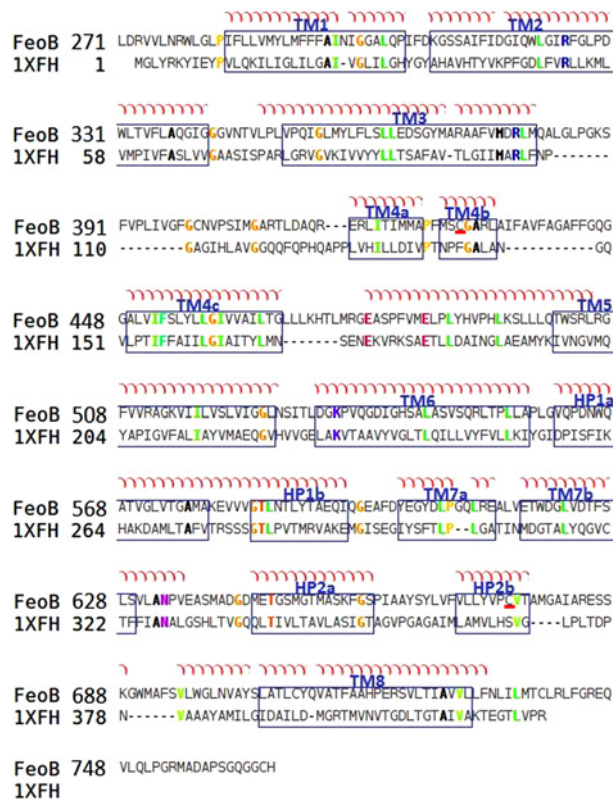 TM1 TM2
FeoB 271 LDRVVLNRWLGLPIFLLVMYLMFFFAINIGGALQPIFDKGSSAIFIDGIQWLGIRFGLPD
1XFH 1 -MGLYRKYIEYPVLQKILIGLILGAI-VGLILGHYGYAHAVHTYVKPFGDLFVRLLKML
TM3
FeoB 331 WLTVFLAQGIGGGVNTVLPLVPQIGLMYLFLSLLEDSGYMARAAFVMDRLMQALGLPGKS
1XFH 58 VMPIVFASLVVGAASISPARLGRVGVKIVVYYLLTSAFAV-TLGIIMARLFNP-------
TM4a TM4b
FeoB 391 FVPLIVGFGCNVPSIMGARTLDAQR---ERLITIMMAPFMSCGARLAIFAVFAGAFFGQG
1XFH 110 --------GAGIHLAVGGQQFQPHQAPPLVHILLDIVPTNPFGALAN---------GQ
TM4c TM5
FeoB 448 GALVIFSLYLLGIVVAILTGLLLKHTLMRGEASPFVMELPLYHVPHLKSLLLQTWSRLRG
1XFH 151 VLPTIFFAIILGIAITYLMN------SENEKVRKSAETLLDAINGLAEAMYKIVNGVMQ
TM6 HP1a
FeoB 508 FVVRAGKVIILVSLVIGGLNSITLDGKPVQGDIGHSALASVSQRLTPLLAPLGVQPDNWQ
1XFH 204 YAPIGVFALIAYVMAEQGVHVVGELAKVTAAVYVGLTLQILLVYFVLLKIYGIDPISFIK
HP1b TM7a TM7b
FeoB 568 ATVGLVTGAMAKEVVVGTLNTLYTAEQIQGEAFDYEGYDLPGQLREALVETWDGLVDTFS
1XFH 264 HAKDAMLTAFVTRSSSGTLPVTMRVAKEMGISEGIYSFTLP--LGATINMDGTALYQGVC
HP2a HP2b
FeoB 628 LSVLANPVEASMADGDMETGSMGTMASKFGSPIAAYSYLVFVLLYVPCVTAMGAIARESS
1XFH 322 TFFIANALGSHLTVGQQLTIVLTAVLASIGTAGVPGAGAIMLAMVLHSVG---LPLTDP
TM8
FeoB 688 KGWMAFSVLWGLNVAYSLATLCYQVATFAAHPERSVLTIAVVLLFNLILMTCLRLFGREQ
1XFH 378 N------VAAAYAMILGIDAILD-MGRTMVNVTGDLTGTAIVAKTEGTLVPR
FeoB 748 VLQLPGRMADAPSGQGGCH
1XFH